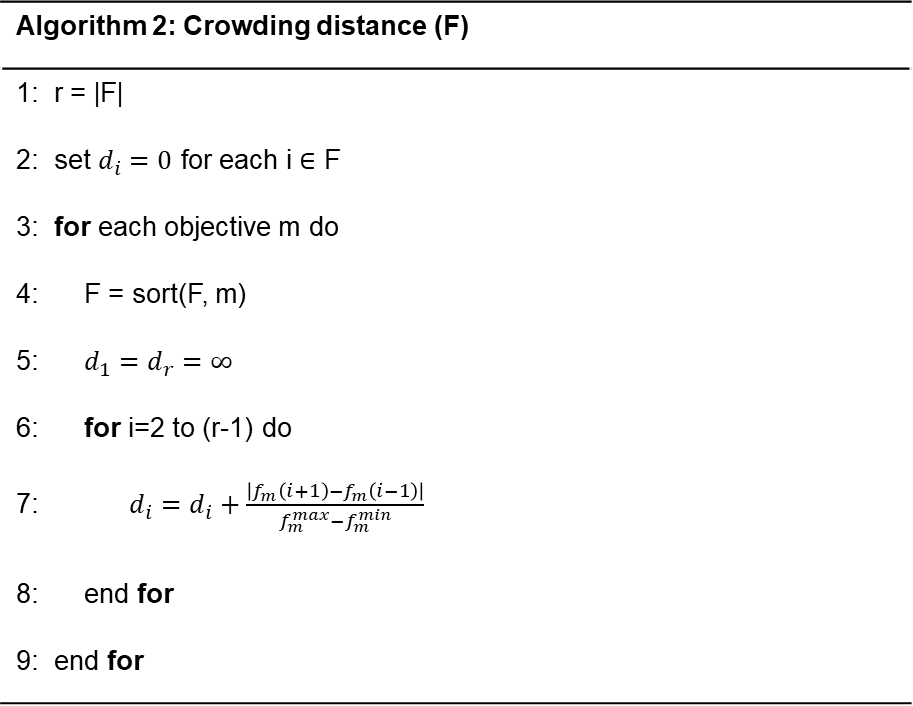 Algorithm 2: Crowding distance (F)
1: r = |F|
2: set d_i = 0 for each i ∈ F
3: for each objective m do
4: F = sort(F, m)
5: d_1 = d_r = ∞
6: for i=2 to (r-1) do
7: d_i = d_i + \frac{|f_m(i+1)−f_m(i−1)|}{f_m^{max}−f_m^{min}}
8: end for
9: end for